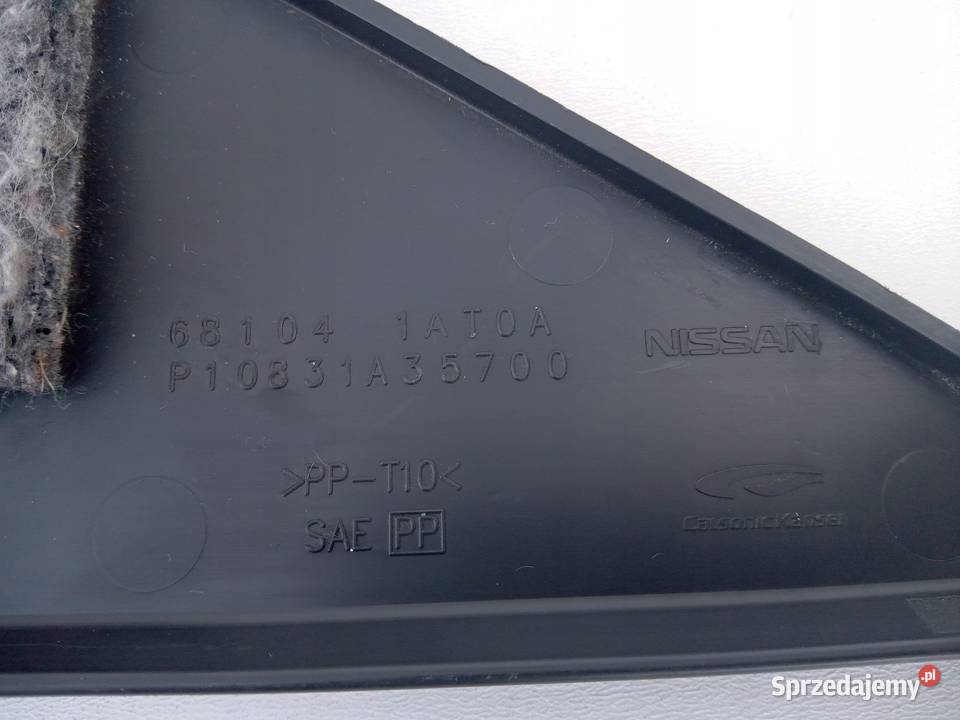 68104 1AT0A
P10831A35700
NISSAN
>PP-T10<
SAE PP
CalsonicKansei
Sprzedajemy.pl